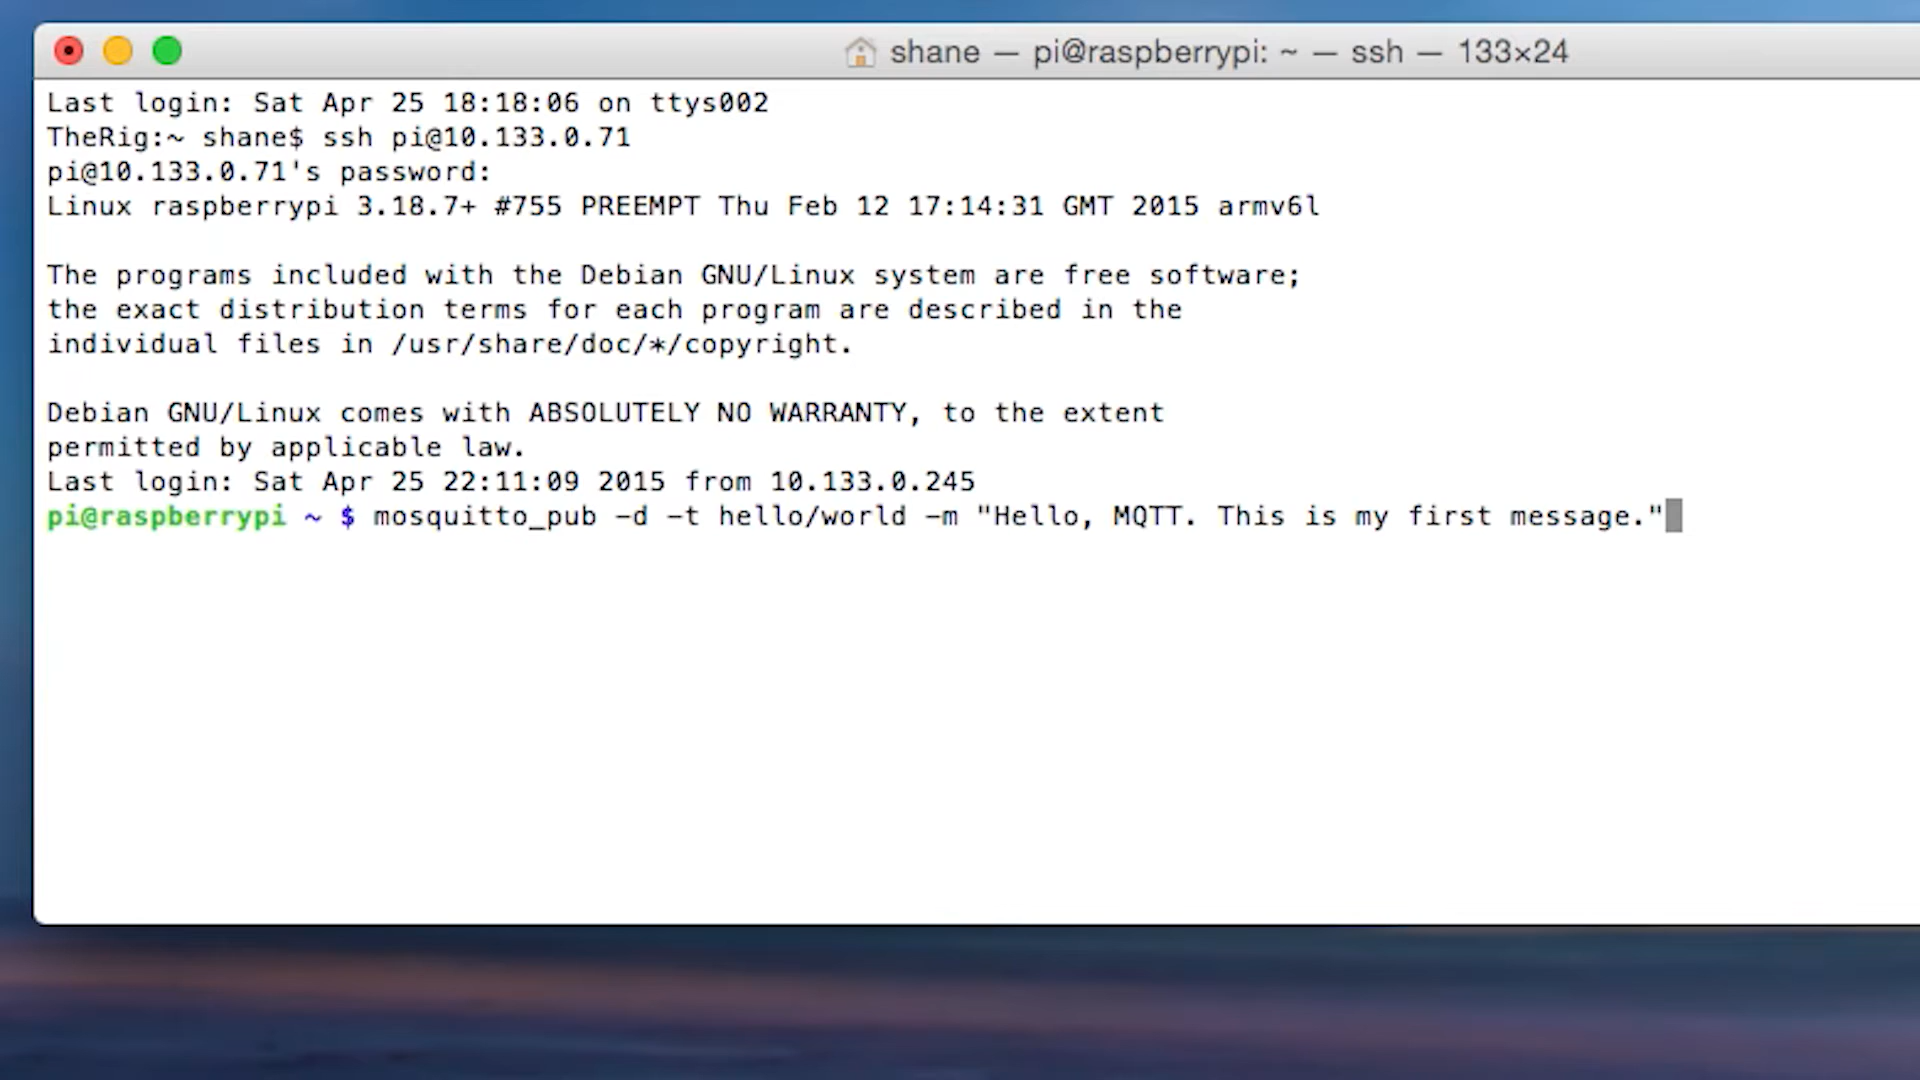 shane — pi@raspberrypi: ~ — ssh — 133×24
Last login: Sat Apr 25 18:18:06 on ttys002
TheRig:~ shane$ ssh pi@10.133.0.71
pi@10.133.0.71's password:
Linux raspberrypi 3.18.7+ #755 PREEMPT Thu Feb 12 17:14:31 GMT 2015 armv6l
The programs included with the Debian GNU/Linux system are free software;
the exact distribution terms for each program are described in the
individual files in /usr/share/doc/*/copyright.
Debian GNU/Linux comes with ABSOLUTELY NO WARRANTY, to the extent
permitted by applicable law.
Last login: Sat Apr 25 22:11:09 2015 from 10.133.0.245
pi@raspberrypi ~ $ mosquitto_pub -d -t hello/world -m "Hello, MQTT. This is my first message."